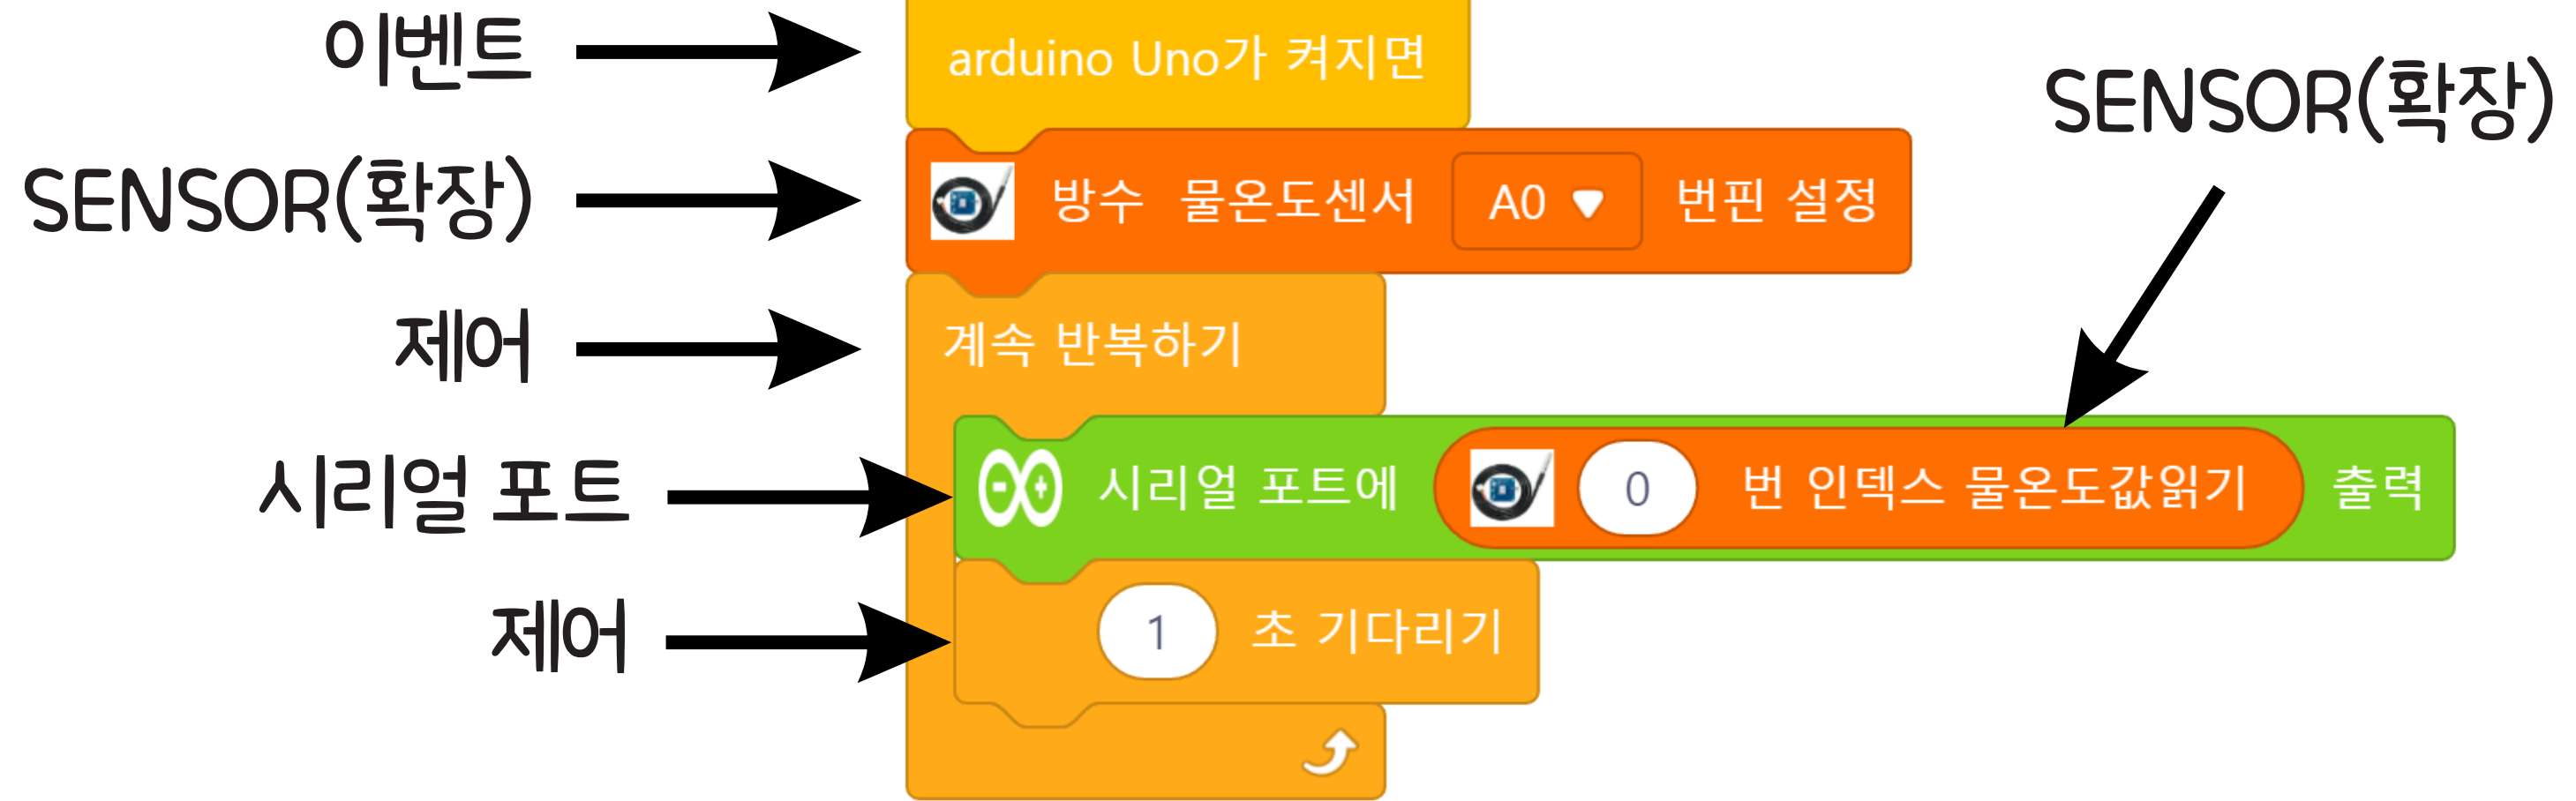 이벤트
arduino Uno가 켜지면
SENSOR(확장)
SENSOR(확장)
방수 물온도센서 A0 번핀 설정
제어
계속 반복하기
시리얼 포트
시리얼 포트에 0 번 인덱스 물온도값읽기 출력
제어
1 초 기다리기